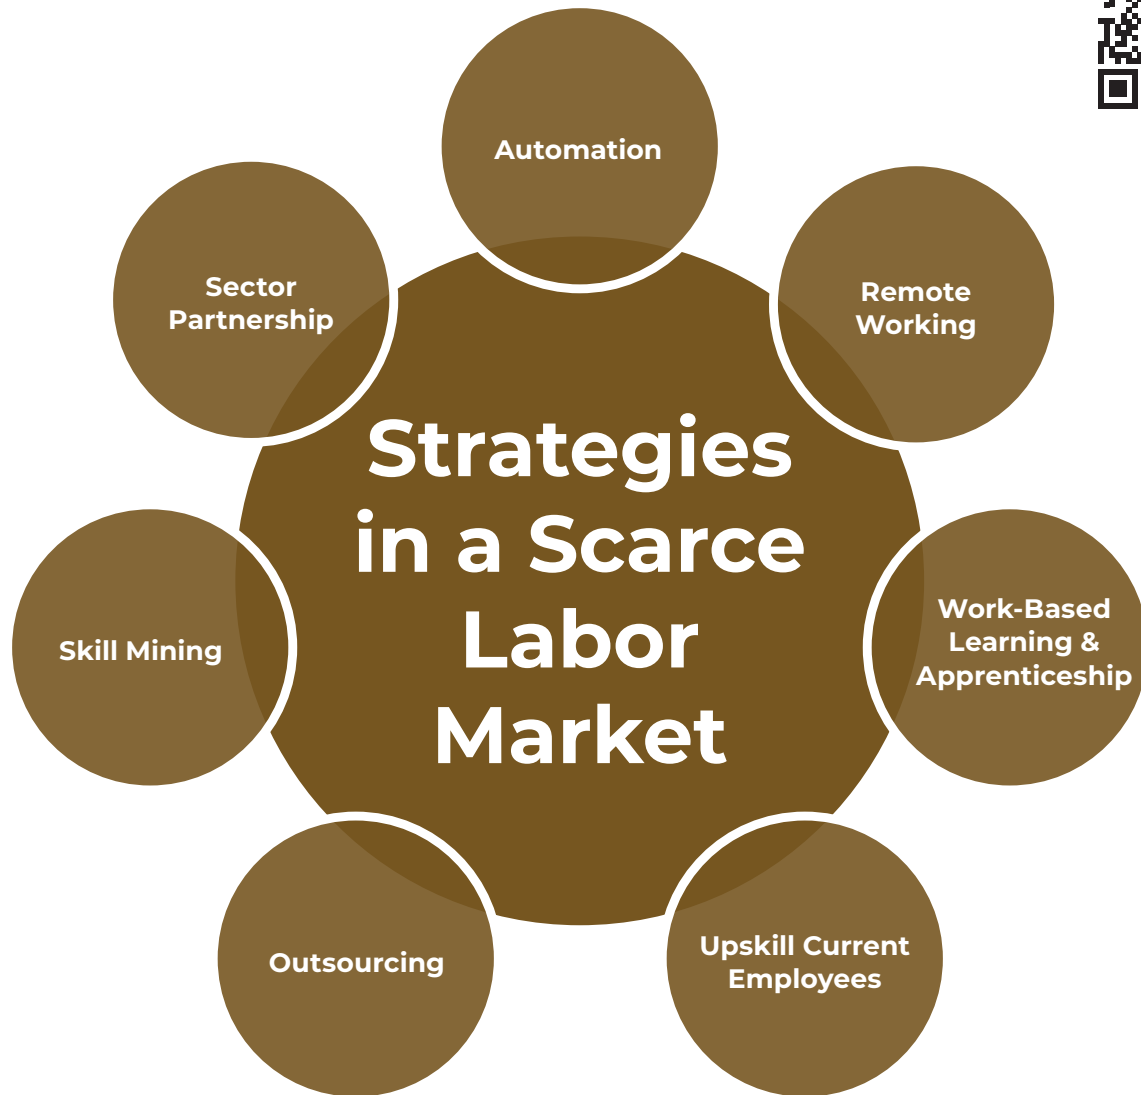 Automation
Remote
Working
Work-Based
Learning &
Apprenticeship
Upskill Current
Employees
Outsourcing
Skill Mining
Sector
Partnership
Strategies
in a Scarce
Labor
Market